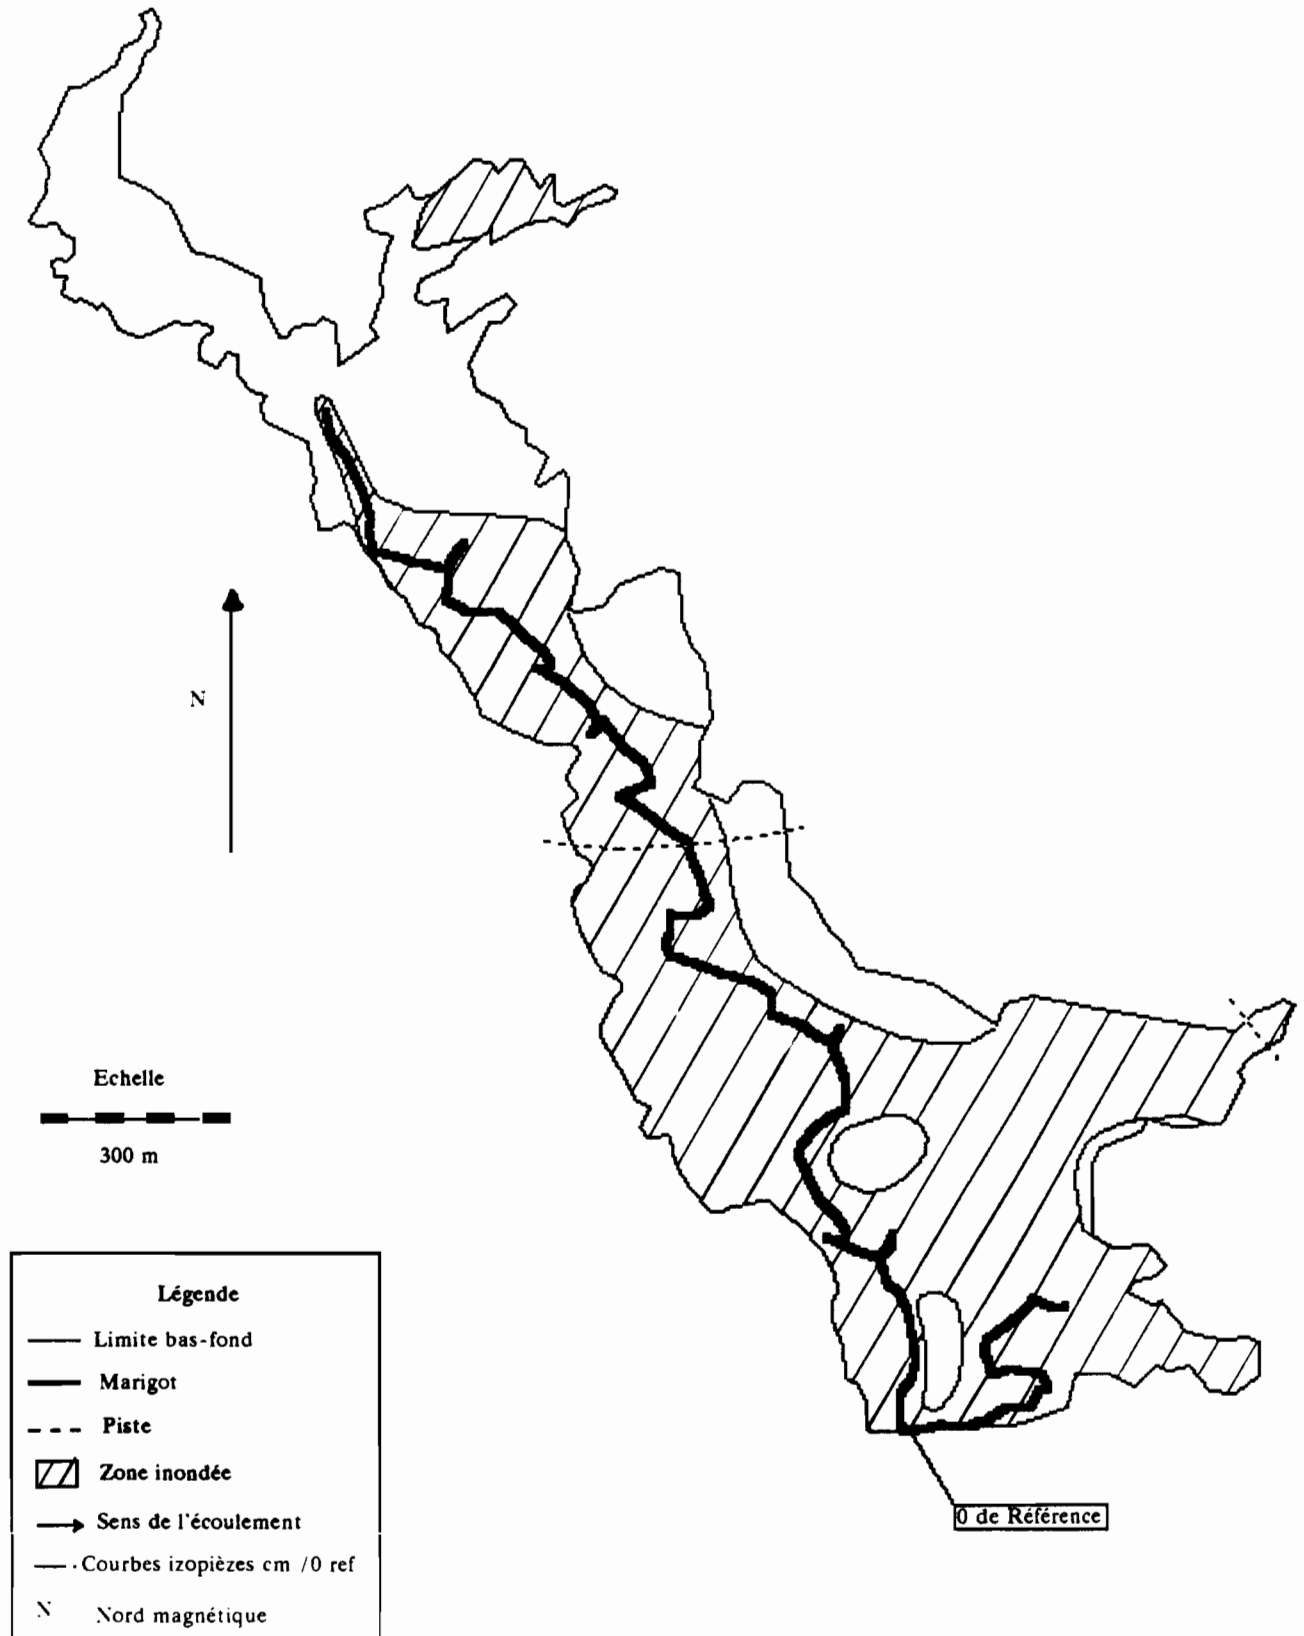 N
Echelle
300 m
Légende
Limite bas-fond
Marigot
Piste
Zone inondée
Sens de l'écoulement
Courbes izopièzes cm /0 ref
N Nord magnétique
0 de Référence